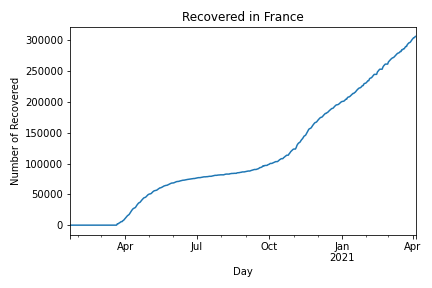 Recovered in France
Number of Recovered
300000
250000
200000
150000
100000
50000
0
Apr Jul Oct Jan Apr
2021
Day